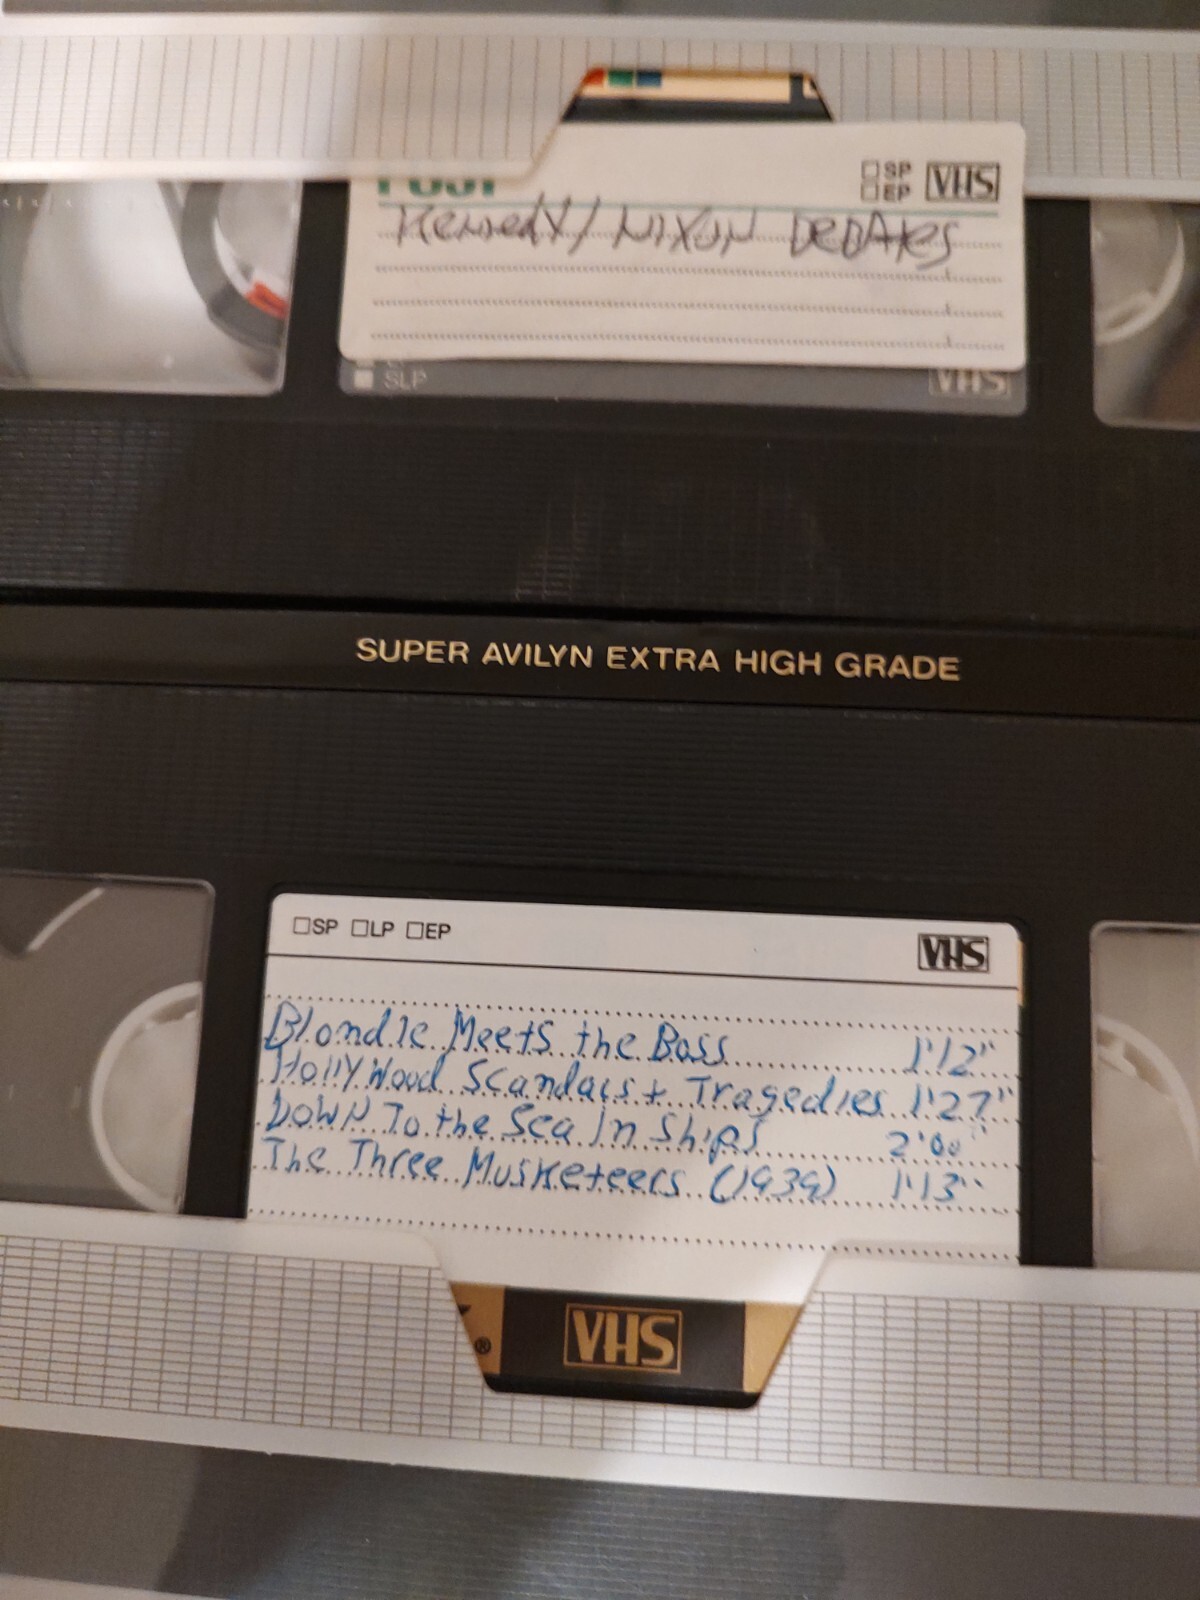 FUJI
□SP
□EP
VHS
KENNEDY/NIXON DEBATES
SLP
VHS
SUPER AVILYN EXTRA HIGH GRADE
□SP □LP □EP
VHS
Blondie Meets the Boss 1'12"
HOllYWood Scandals + Tragedies 1'27"
DOWN To the Sea In Ships 2'00"
The Three Musketeers (1939) 1'13"
®
VHS